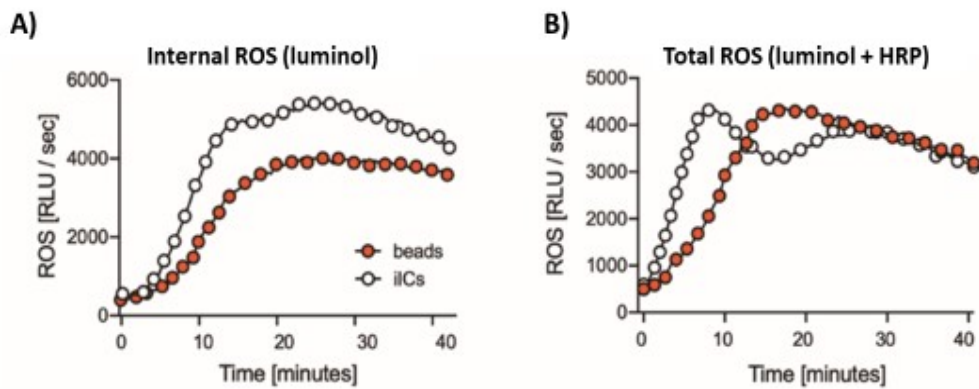 A)
Internal ROS (luminol)
6000
4000
2000
0
ROS [RLU / sec]
beads
iICs
0 10 20 30 40
Time [minutes]
B)
Total ROS (luminol + HRP)
5000
4000
3000
2000
1000
0
ROS [RLU / sec]
0 10 20 30 40
Time [minutes]